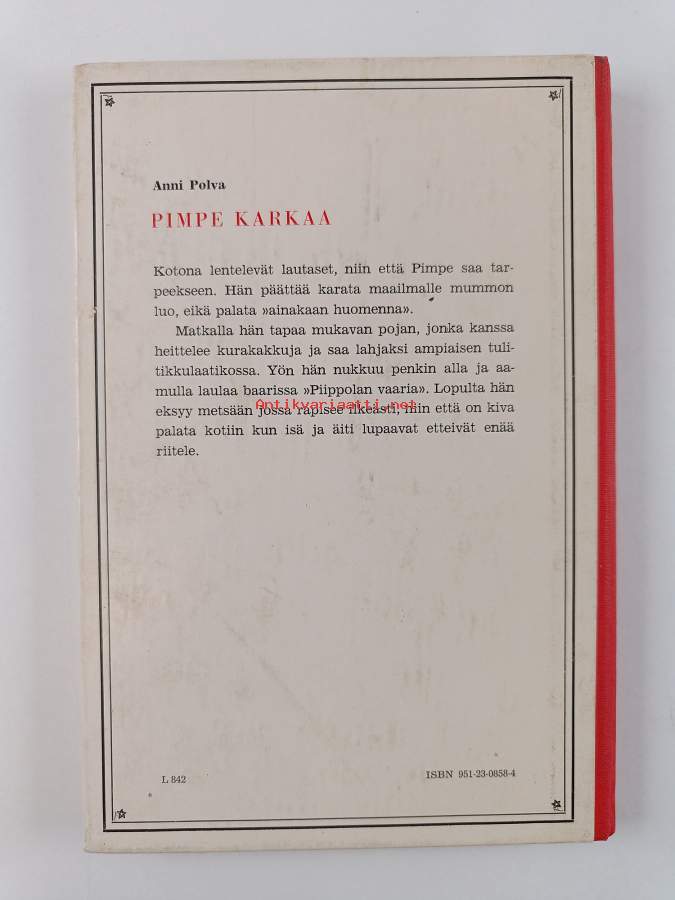 Anni Polva
PIMPE KARKAA
Kotona lentelevät lautaset, niin että Pimpe saa tar-
peekseen. Hän päättää karata maailmalle mummon
luo, eikä palata »ainakaan huomenna».
Matkalla hän tapaa mukavan pojan, jonka kanssa
heittelee kurakakkuja ja saa lahjaksi ampiaisen tuli-
tikkulaatikossa. Yön hän nukkuu penkin alla ja aa-
mulla laulaa baarissa »Piippolan vaaria». Lopulta hän
Antikvariaatti.net
eksyy metsään jossa rapisee ilkeästi, niin että on kiva
palata kotiin kun isä ja äiti lupaavat etteivät enää
riitele.
L 842
ISBN 951-23-0858-4